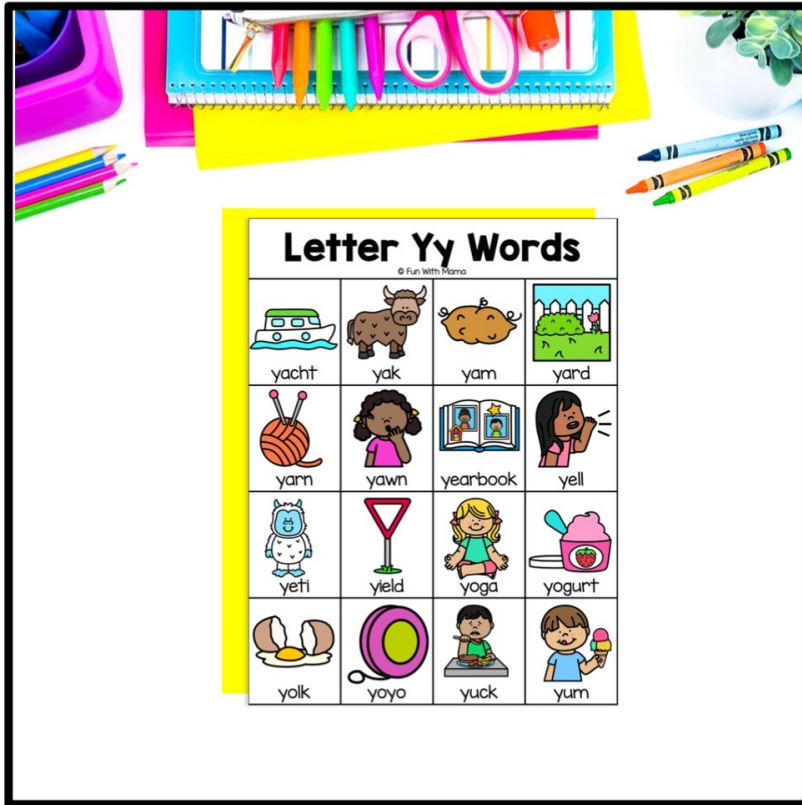 Letter Yy Words
© Fun With Mama
yacht yak yam yard
yarn yawn yearbook yell
yeti yield yoga yogurt
yolk yoyo yuck yum